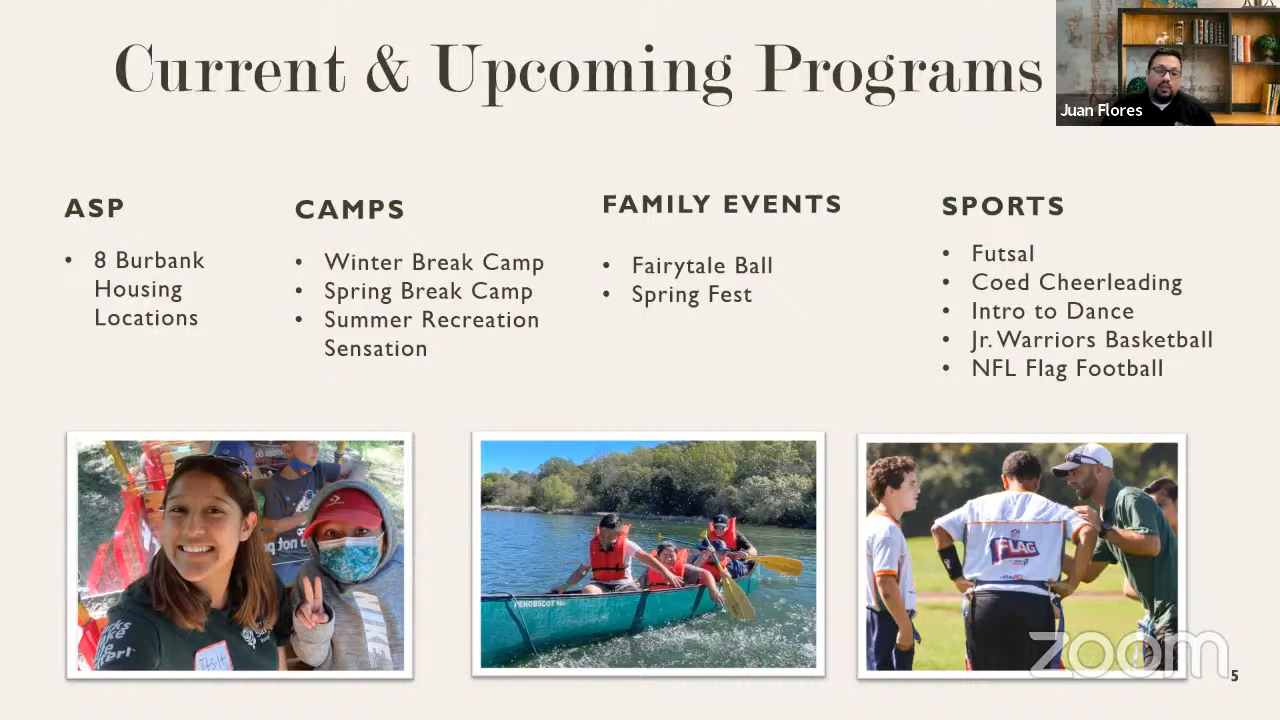 Current & Upcoming Programs
Juan Flores
ASP
• 8 Burbank
Housing
Locations
CAMPS
• Winter Break Camp
• Spring Break Camp
• Summer Recreation
Sensation
FAMILY EVENTS
• Fairytale Ball
• Spring Fest
SPORTS
• Futsal
• Coed Cheerleading
• Intro to Dance
• Jr. Warriors Basketball
• NFL Flag Football
PENOBSCOT
NFL
FLAG
zoom
5